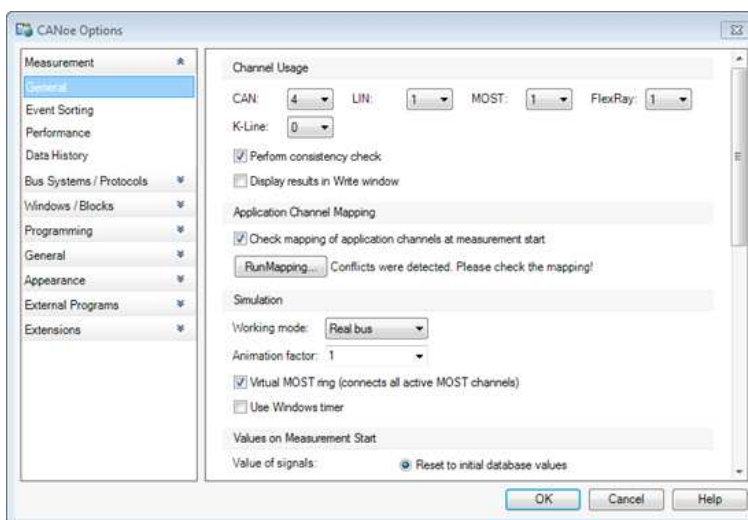 CANoe Options
Measurement
General
Event Sorting
Performance
Data History
Bus Systems / Protocols
Windows / Blocks
Programming
General
Appearance
External Programs
Extensions
Channel Usage
CAN: 4 LIN: 1 MOST: 1 FlexRay: 1
K-Line: 0
Perform consistency check
Display results in Write window
Application Channel Mapping
Check mapping of application channels at measurement start
RunMapping... Conflicts were detected. Please check the mapping!
Simulation
Working mode: Real bus
Animation factor: 1
Virtual MOST ring (connects all active MOST channels)
Use Windows timer
Values on Measurement Start
Value of signals: Reset to initial database values
OK Cancel Help